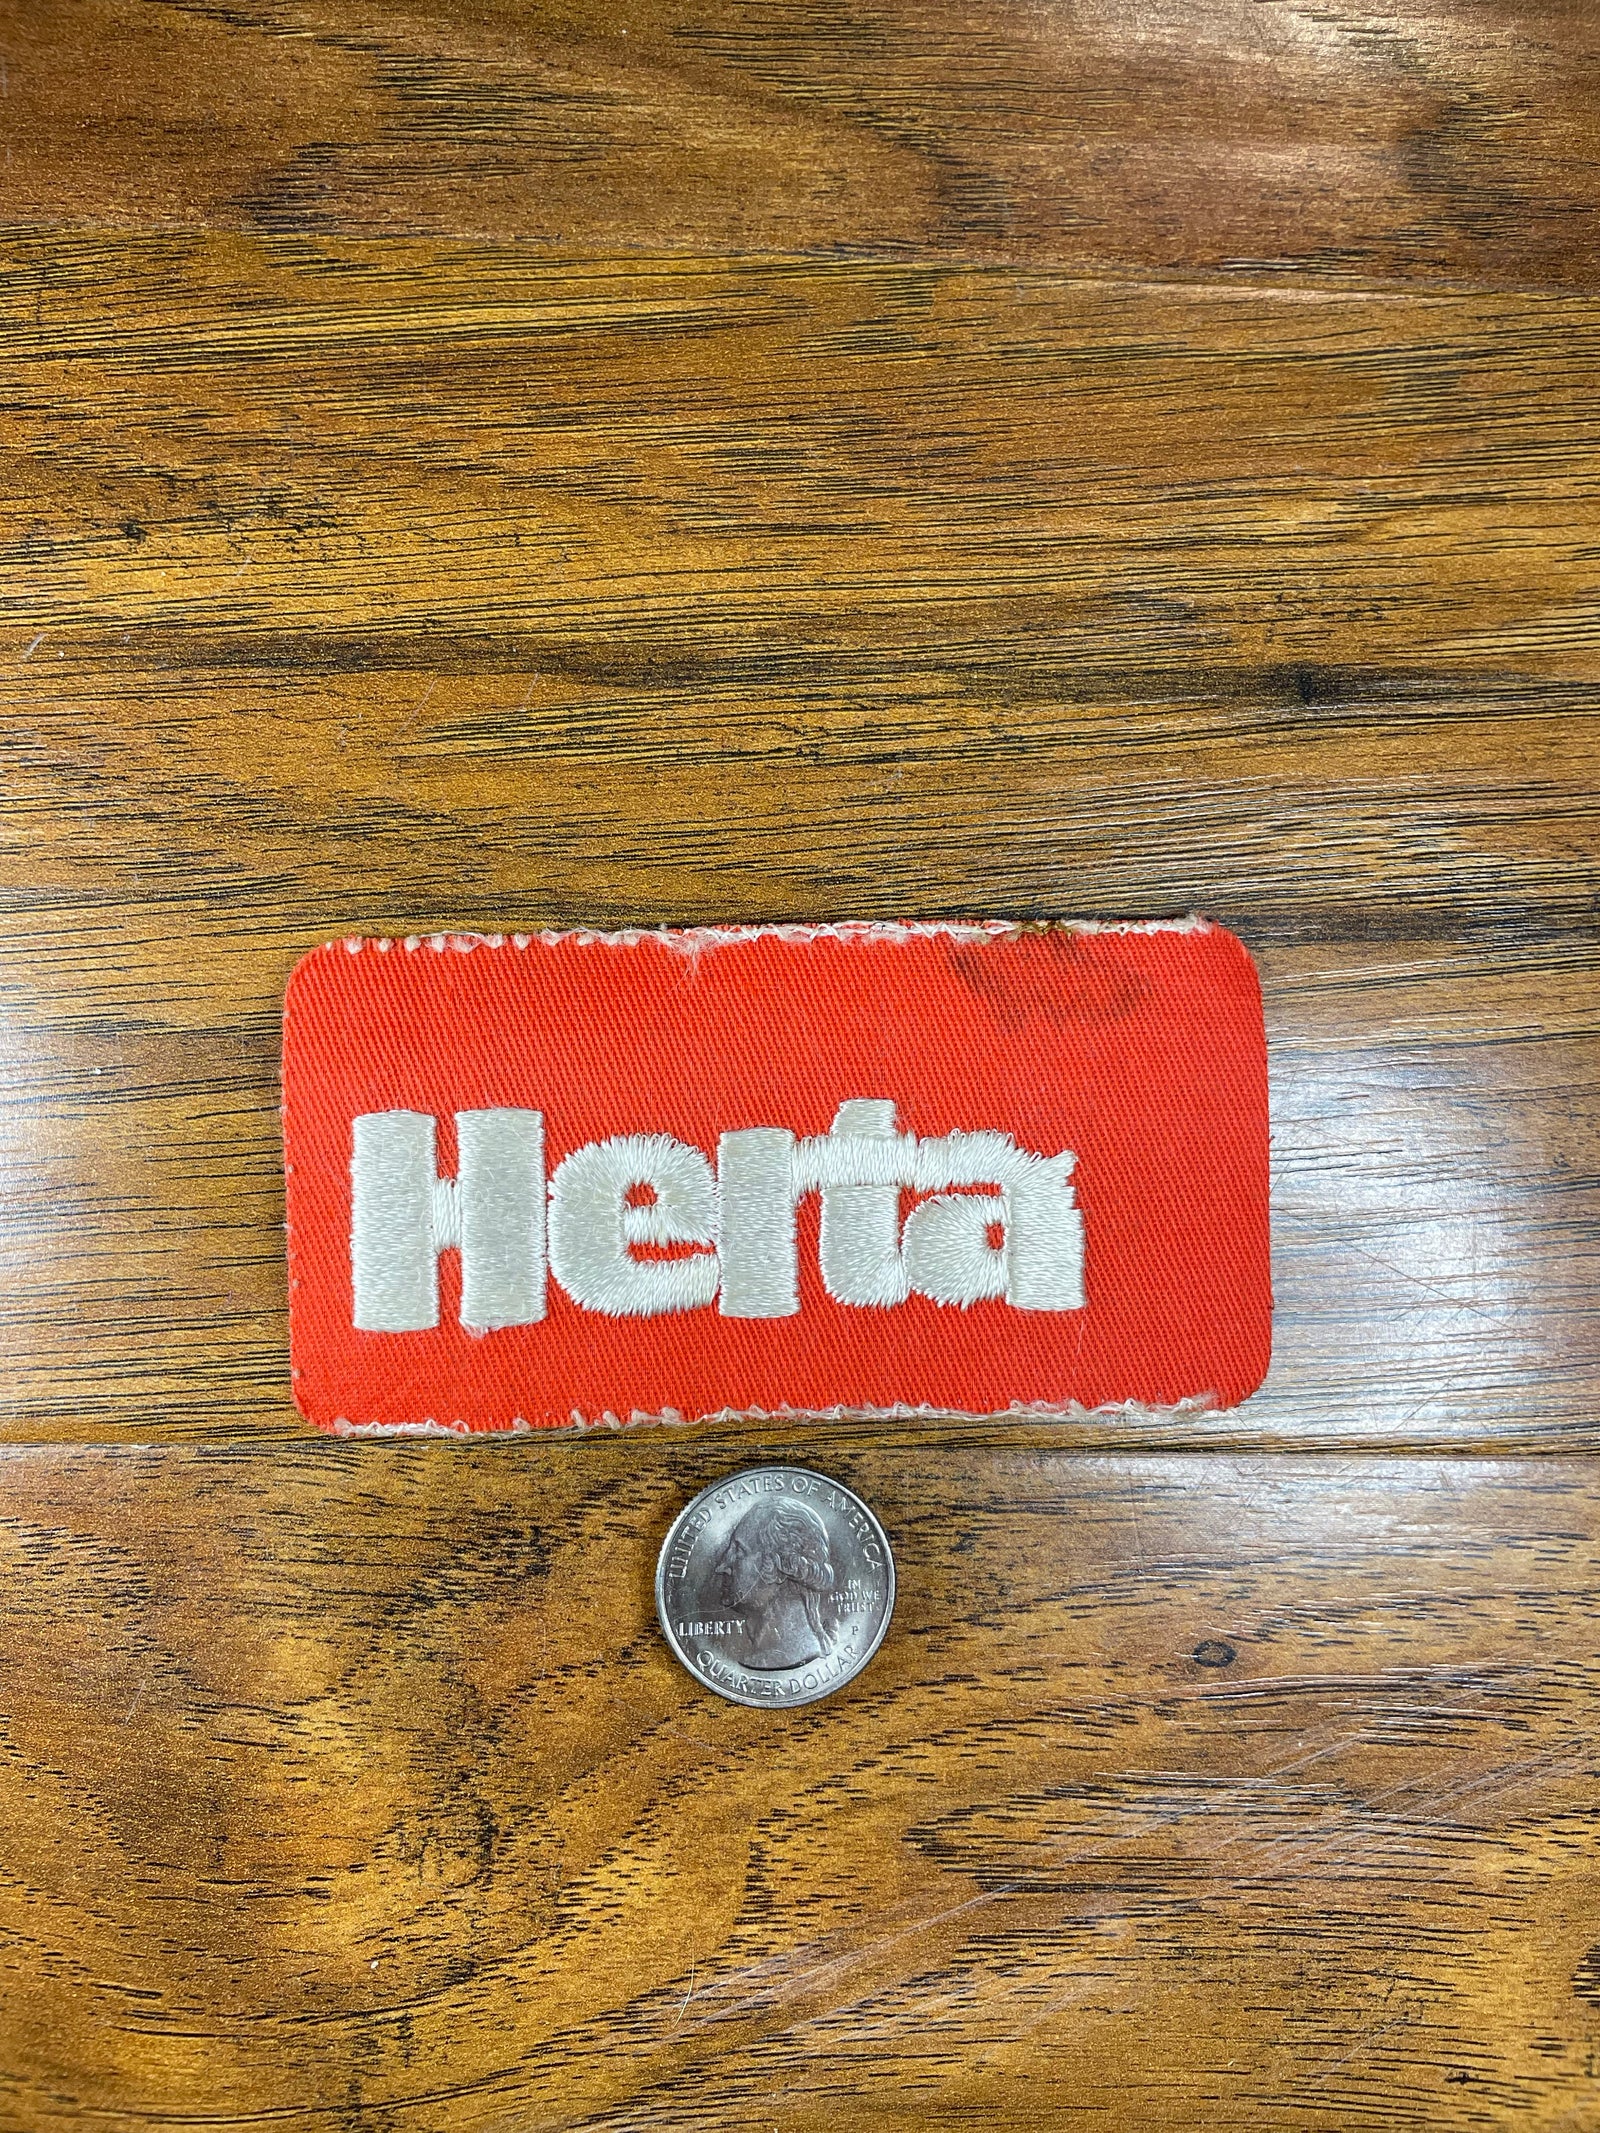 Herta
UNITED STATES OF AMERICA
IN
GOD WE
TRUST
LIBERTY
P
QUARTER DOLLAR